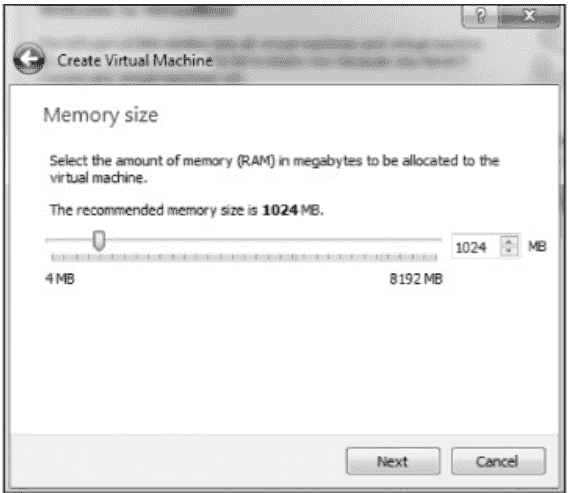 Create Virtual Machine
Memory size
Select the amount of memory (RAM) in megabytes to be allocated to the
virtual machine.
The recommended memory size is 1024 MB.
1024 MB
4 MB 8192 MB
Next Cancel